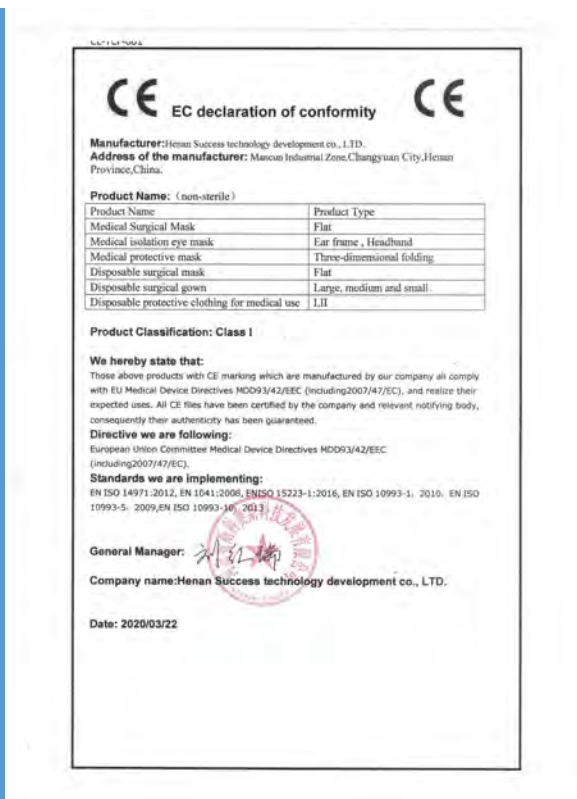 CE EC declaration of conformity CE
Manufacturer:Henan Success technology development co., LTD.
Address of the manufacturer: Mancun Industrial Zone,Changyuan City,Henan
Province,China.
Product Name:（non-sterile）
Product Name Product Type
Medical Surgical Mask Flat
Medical isolation eye mask Ear frame , Headband
Medical protective mask Three-dimensional folding
Disposable surgical mask Flat
Disposable surgical gown Large, medium and small
Disposable protective clothing for medical use I,II
Product Classification: Class I
We hereby state that:
Those above products with CE marking which are manufactured by our company all comply
with EU Medical Device Directives MDD93/42/EEC (including2007/47/EC), and realize their
expected uses. All CE files have been certified by the company and relevant notifying body,
consequently their authenticity has been guaranteed.
Directive we are following:
European Union Committee Medical Device Directives MDD93/42/EEC
(including2007/47/EC).
Standards we are implementing:
EN ISO 14971:2012, EN 1041:2008, ENISO 15223-1:2016, EN ISO 10993-1，2010，EN ISO
10993-5，2009,EN ISO 10993-10，2013
General Manager: 刘红瑞
Company name:Henan Success technology development co., LTD.
Date: 2020/03/22